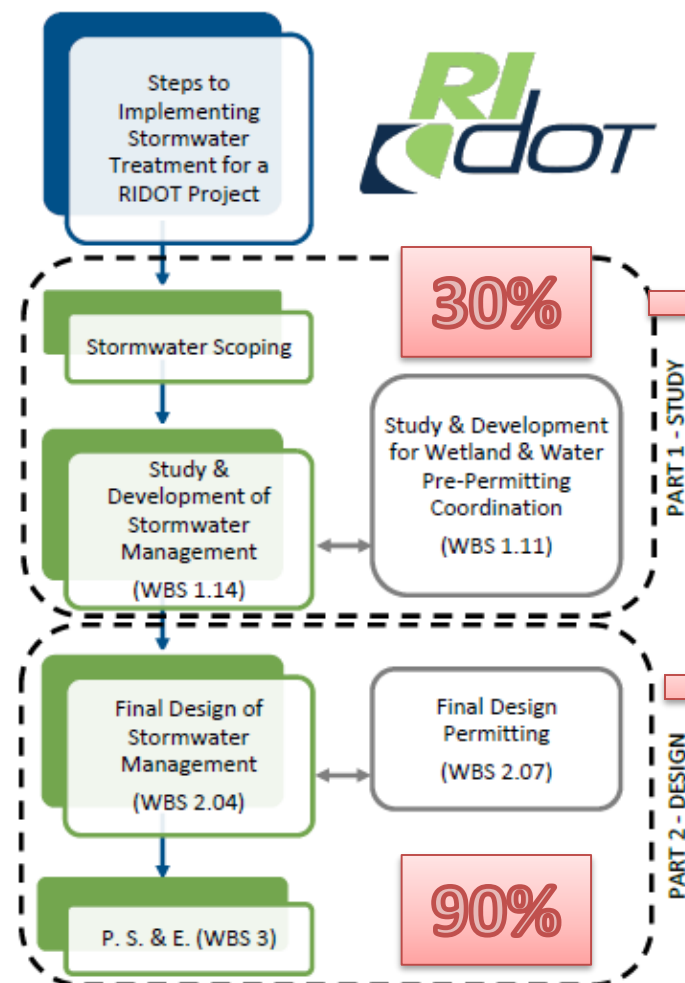 Steps to
Implementing
Stormwater
Treatment for a
RIDOT Project
RI
dOT
30%
Stormwater Scoping
Study &
Development of
Stormwater
Management
(WBS 1.14)
Study & Development
for Wetland & Water
Pre-Permitting
Coordination
(WBS 1.11)
PART 1 - STUDY
Final Design of
Stormwater
Management
(WBS 2.04)
Final Design
Permitting
(WBS 2.07)
PART 2 - DESIGN
P. S. & E. (WBS 3)
90%